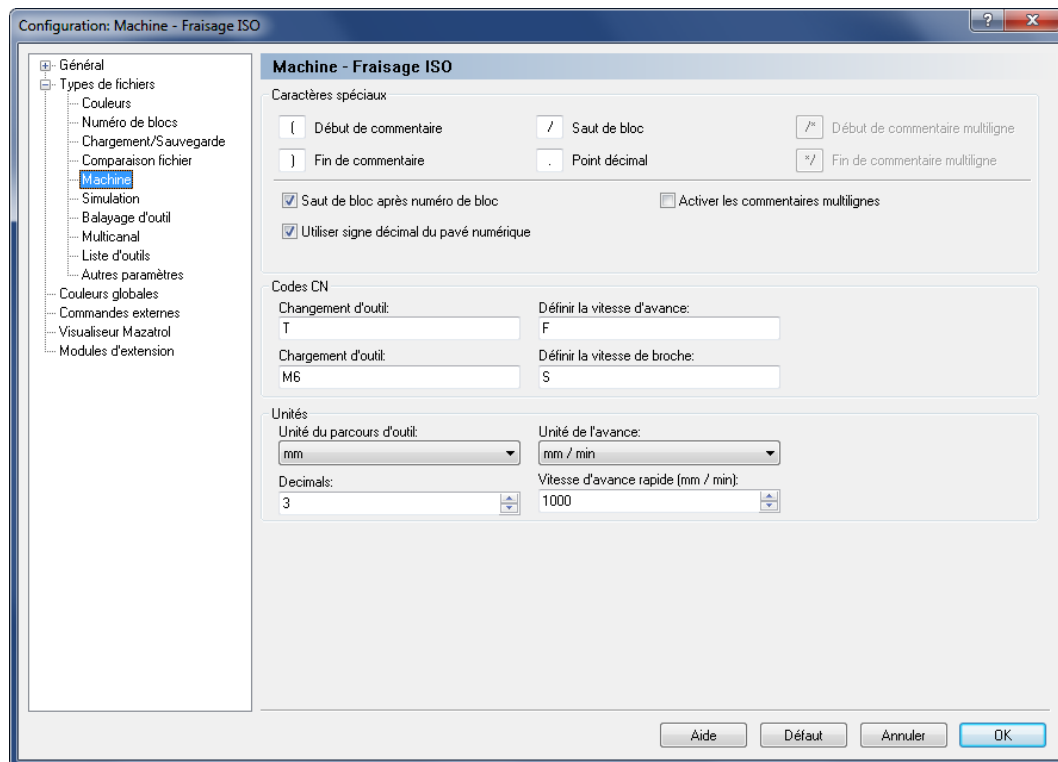 Configuration: Machine - Fraisage ISO
?
Général
Types de fichiers
Couleurs
Numéro de blocs
Chargement/Sauvegarde
Comparaison fichier
Machine
Simulation
Balayage d'outil
Multicanal
Liste d'outils
Autres paramètres
Couleurs globales
Commandes externes
Visualiseur Mazatrol
Modules d'extension
Machine - Fraisage ISO
Caractères spéciaux
( Début de commentaire / Saut de bloc /* Début de commentaire multiligne
) Fin de commentaire . Point décimal */ Fin de commentaire multiligne
Saut de bloc après numéro de bloc Activer les commentaires multilignes
Utiliser signe décimal du pavé numérique
Codes CN
Changement d'outil: Définir la vitesse d'avance:
T F
Chargement d'outil: Définir la vitesse de broche:
M6 S
Unités
Unité du parcours d'outil: Unité de l'avance:
mm mm / min
Decimals: Vitesse d'avance rapide (mm / min):
3 1000
Aide Défaut Annuler OK